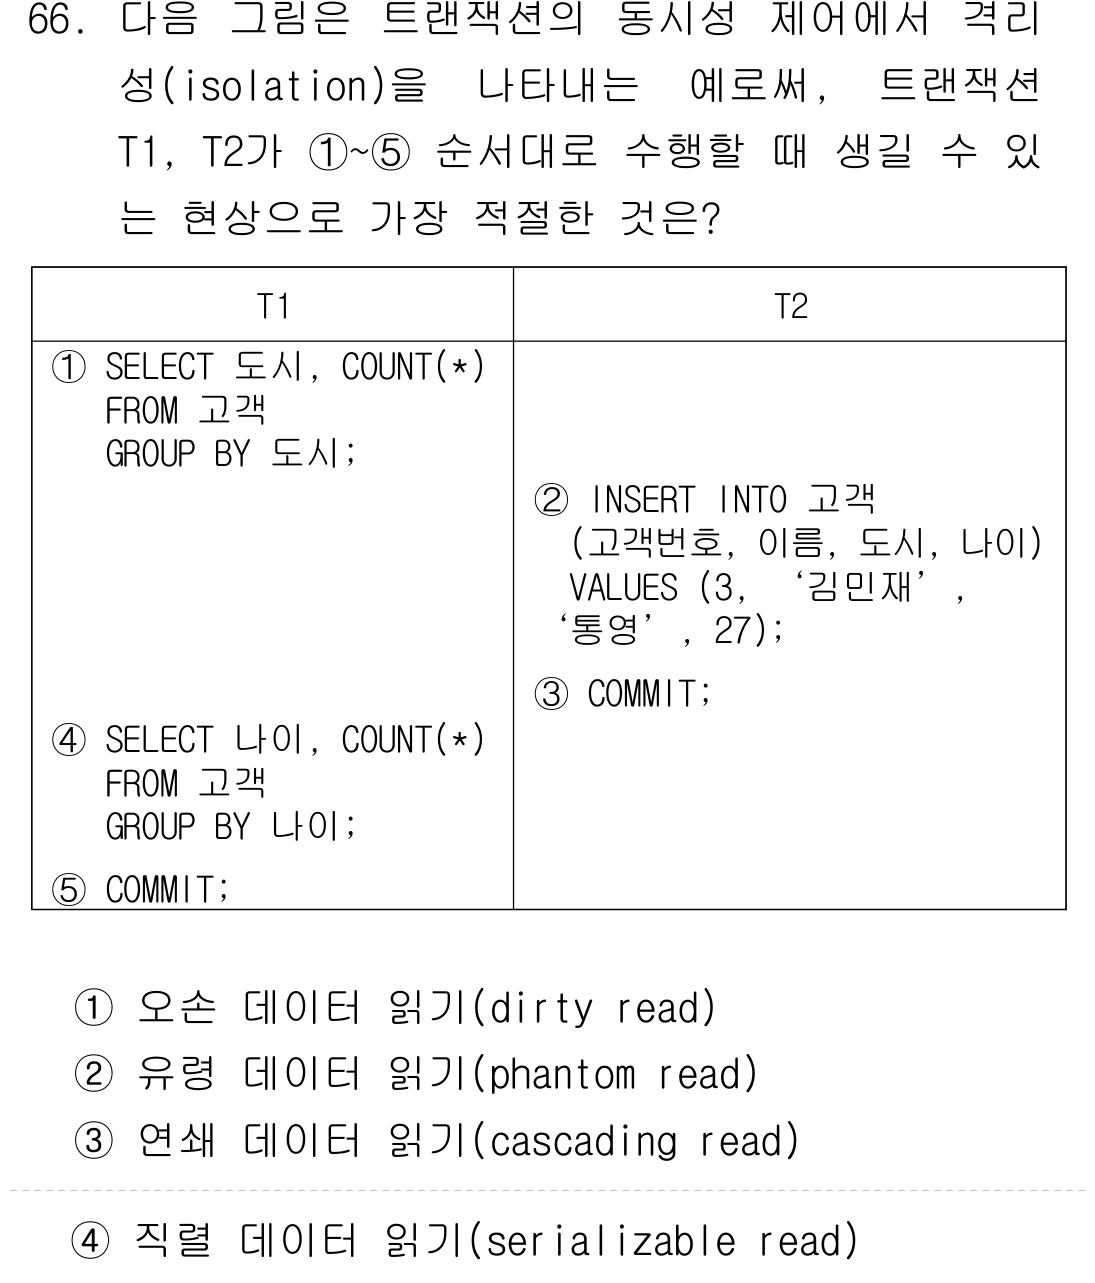 66. 다음 그림은 트랜잭션의 동시성 제어에서 격리
성(isolation)을 나타내는 예로써, 트랜잭션
T1, T2가 ①~⑤ 순서대로 수행할 때 생길 수 있
는 현상으로 가장 적절한 것은?
T1
T2
① SELECT 도시, COUNT(*)
FROM 고객
GROUP BY 도시;
② INSERT INTO 고객
(고객번호, 이름, 도시, 나이)
VALUES (3, ‘김민재’,
‘통영’, 27);
③ COMMIT;
④ SELECT 나이, COUNT(*)
FROM 고객
GROUP BY 나이;
⑤ COMMIT;
① 오손 데이터 읽기(dirty read)
② 유령 데이터 읽기(phantom read)
③ 연쇄 데이터 읽기(cascading read)
④ 직렬 데이터 읽기(serializable read)